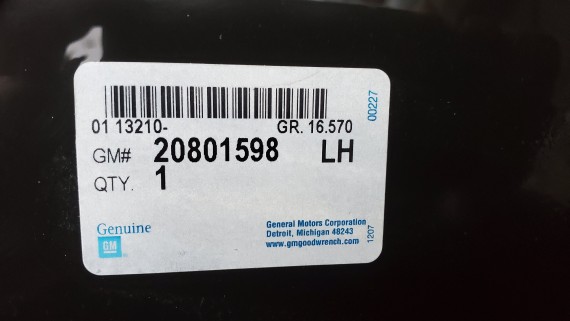 01 13210- GR. 16.570
GM# 20801598 LH
QTY. 1
Genuine
GM
General Motors Corporation
Detroit, Michigan 48243
www.gmgoodwrench.com
00227
1207